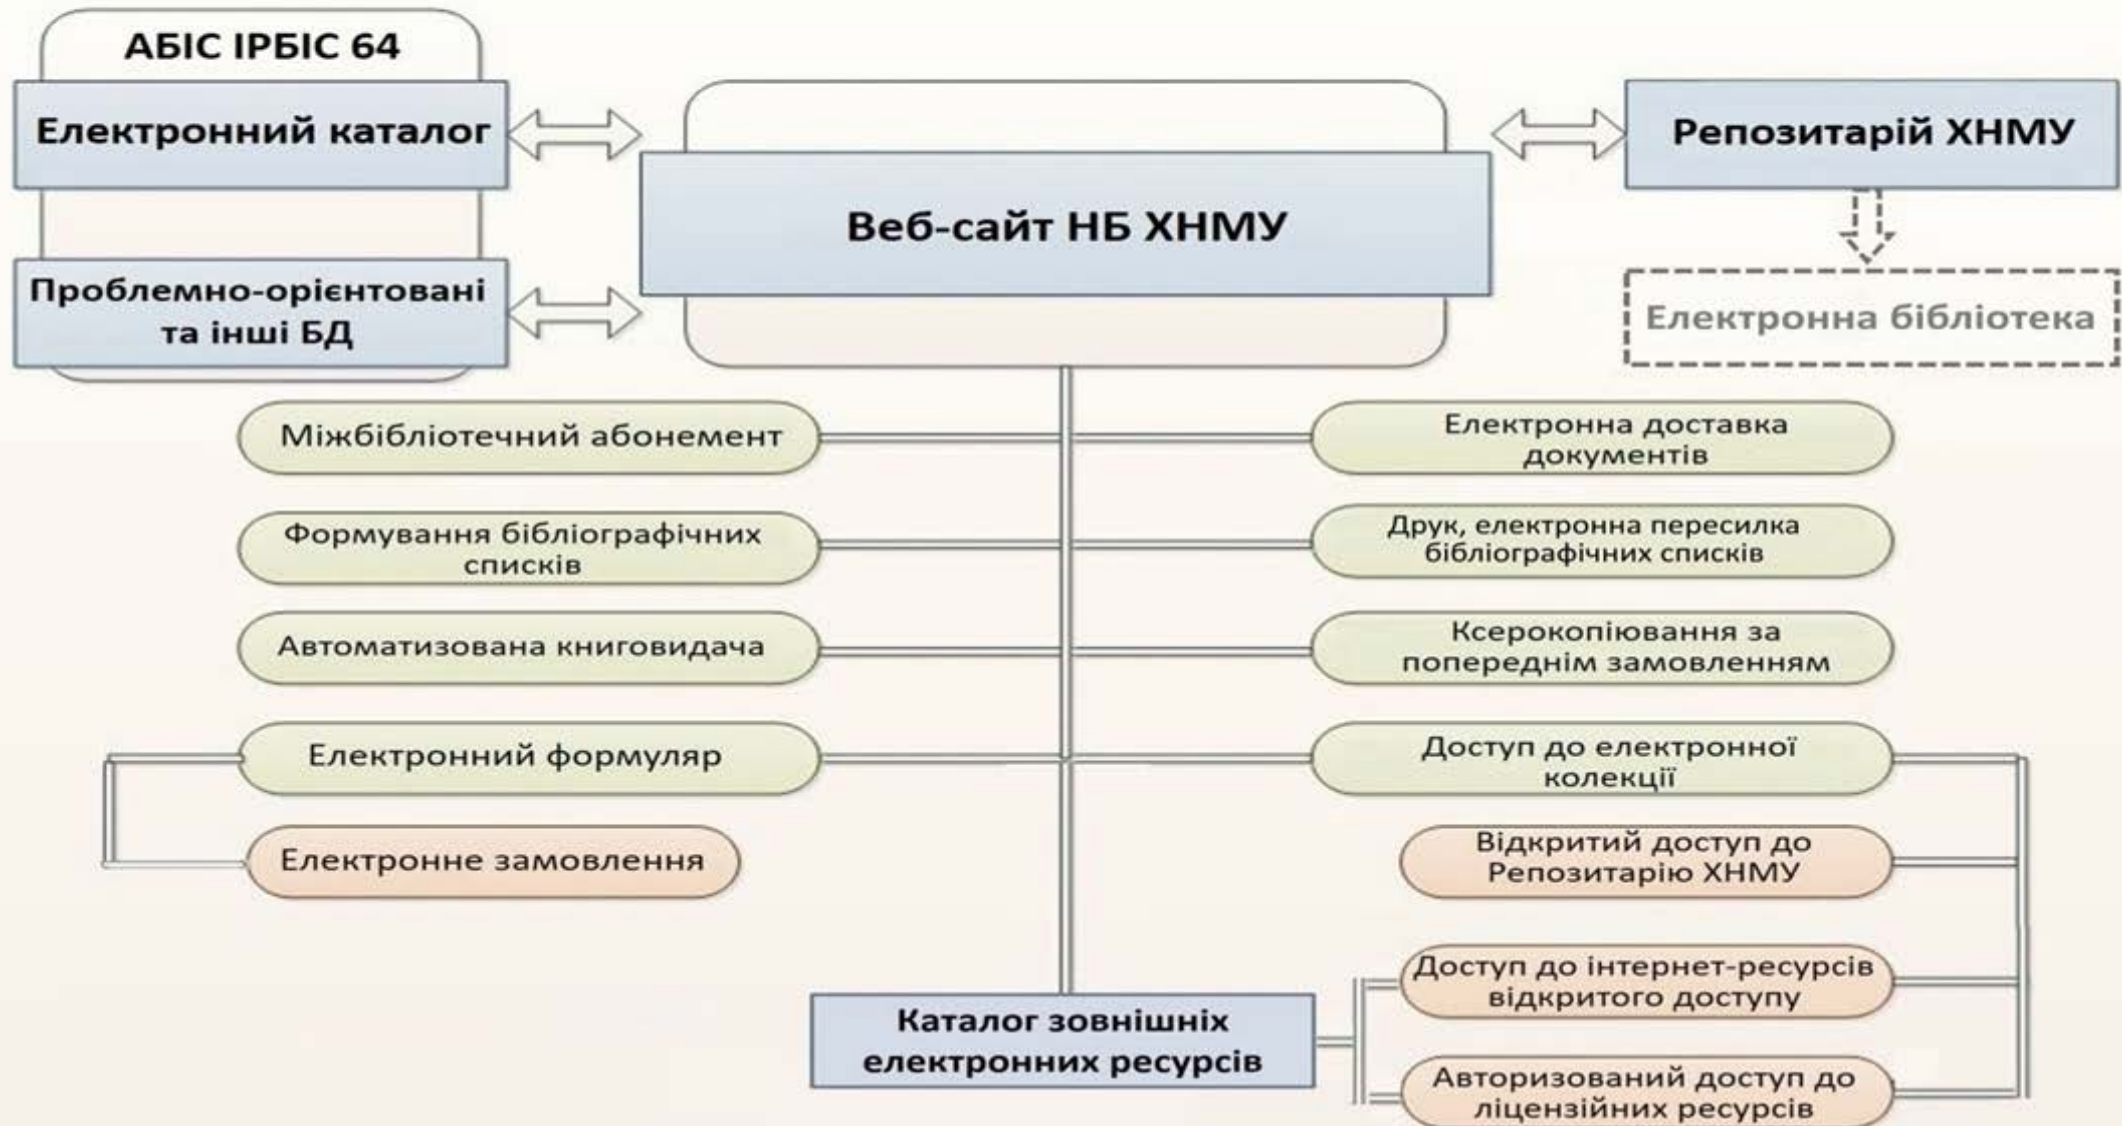 АБІС ІРБІС 64
Електронний каталог
Проблемно-орієнтовані
та інші БД
Веб-сайт НБ ХНМУ
Репозитарій ХНМУ
Електронна бібліотека
Міжбібліотечний абонемент
Електронна доставка
документів
Формування бібліографічних
списків
Друк, електронна пересилка
бібліографічних списків
Автоматизована книговидача
Ксерокопіювання за
попереднім замовленням
Електронний формуляр
Доступ до електронної
колекції
Електронне замовлення
Відкритий доступ до
Репозитарію ХНМУ
Доступ до інтернет-ресурсів
відкритого доступу
Каталог зовнішніх
електронних ресурсів
Авторизований доступ до
ліцензійних ресурсів